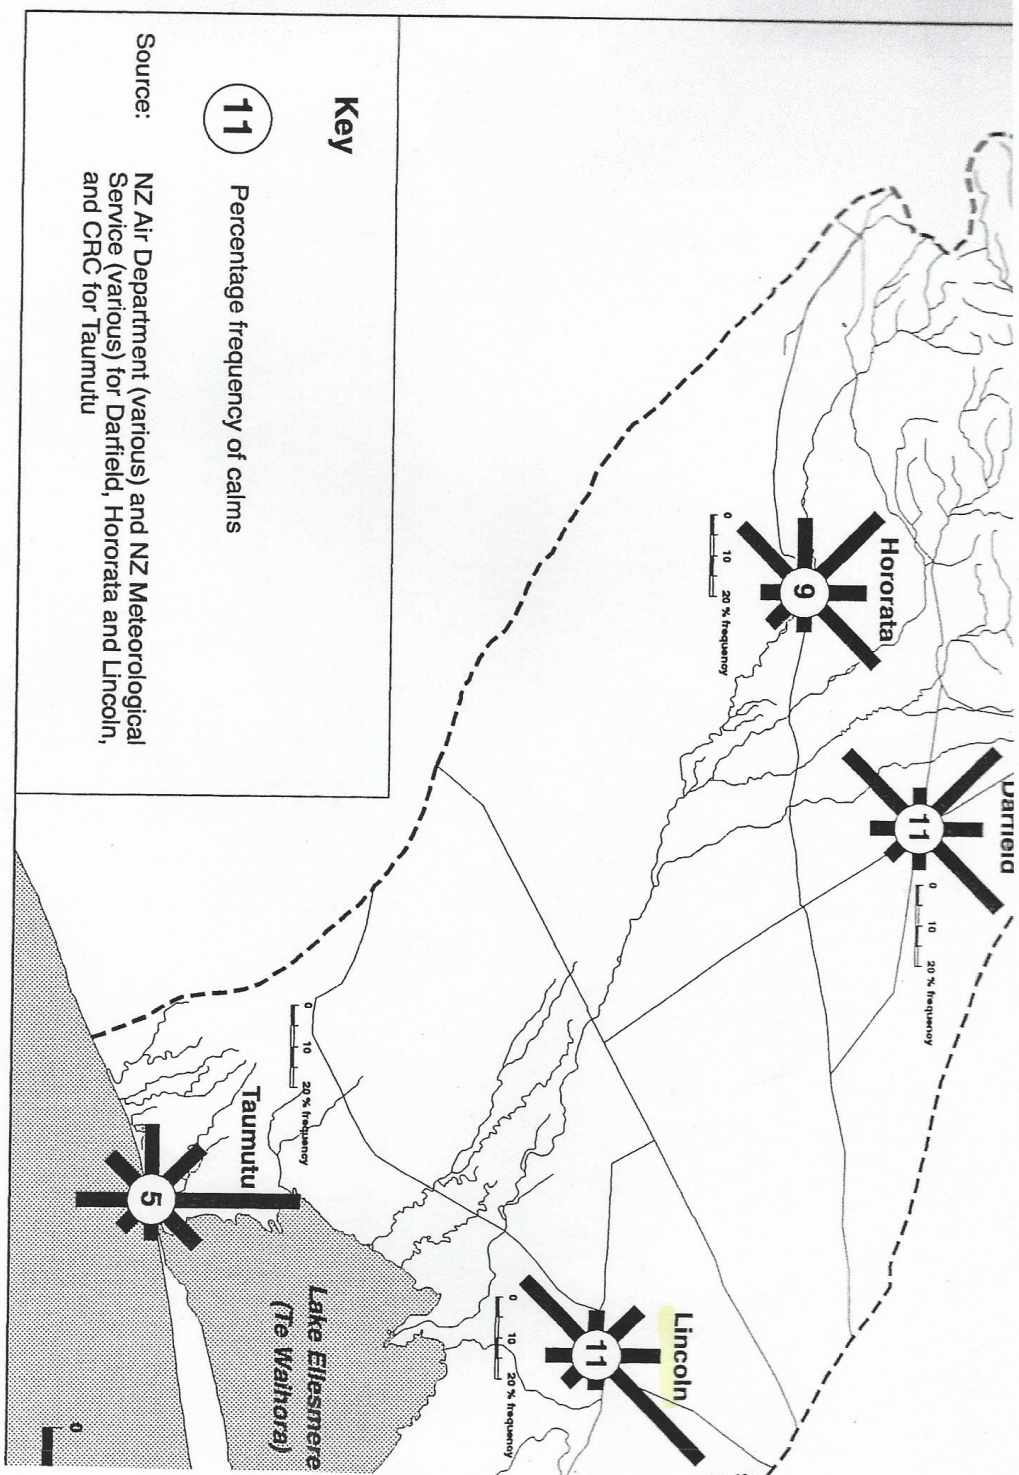 Key
11
Percentage frequency of calms
Source:
NZ Air Department (various) and NZ Meteorological
Service (various) for Darfield, Hororata and Lincoln,
and CRC for Taumutu
Darfield
11
0 10 20 % frequency
Hororata
9
0 10 20 % frequency
Lincoln
11
0 10 20 % frequency
Taumutu
5
0 10 20 % frequency
Lake Ellesmere
(Te Waihora)
0